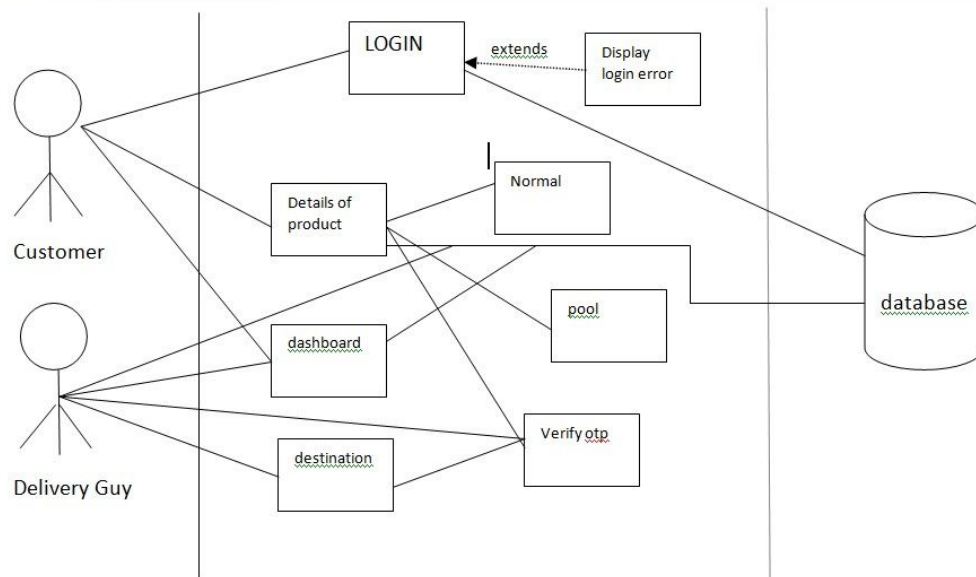 LOGIN
extends
Display
login error
Normal
Details of
product
Customer
pool
database
dashboard
Verify otp
destination
Delivery Guy